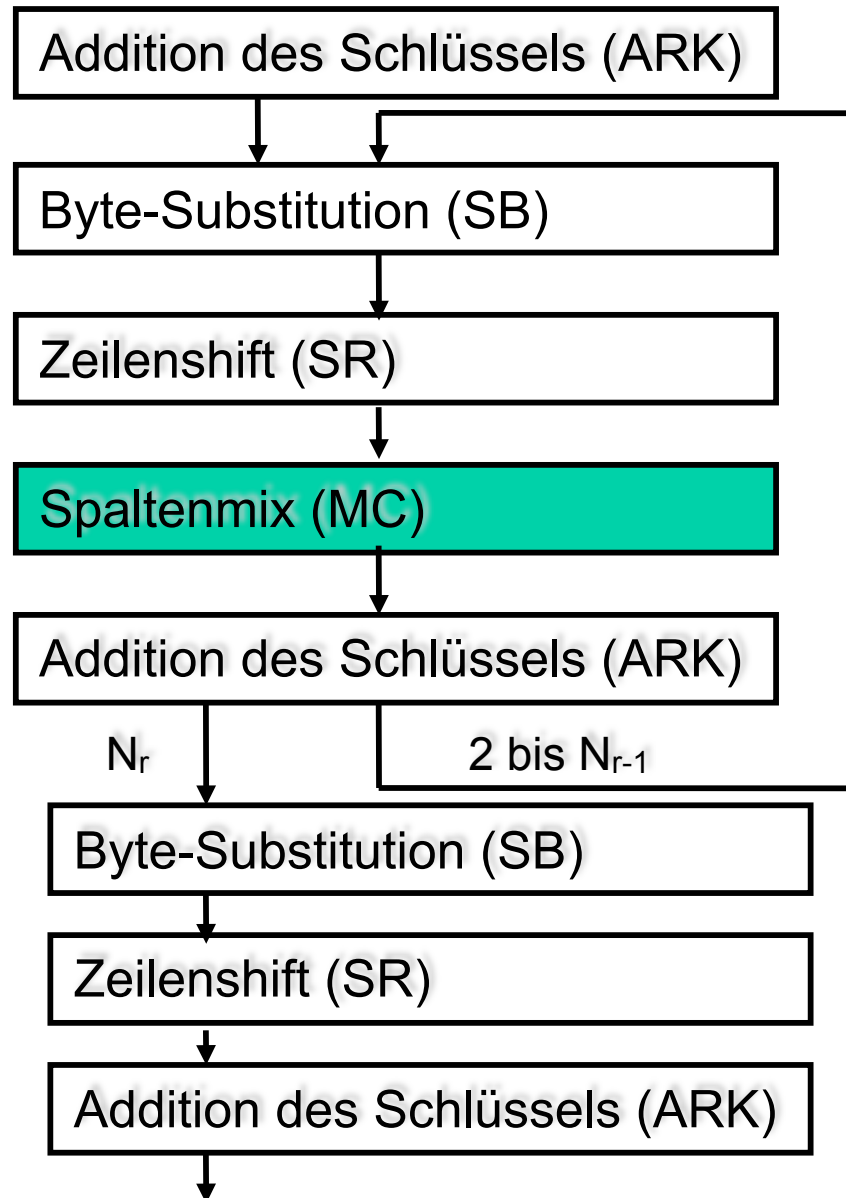 Addition des Schlüssels (ARK)
Byte-Substitution (SB)
Zeilenshift (SR)
Spaltenmix (MC)
Addition des Schlüssels (ARK)
Nr 2 bis Nr-1
Byte-Substitution (SB)
Zeilenshift (SR)
Addition des Schlüssels (ARK)